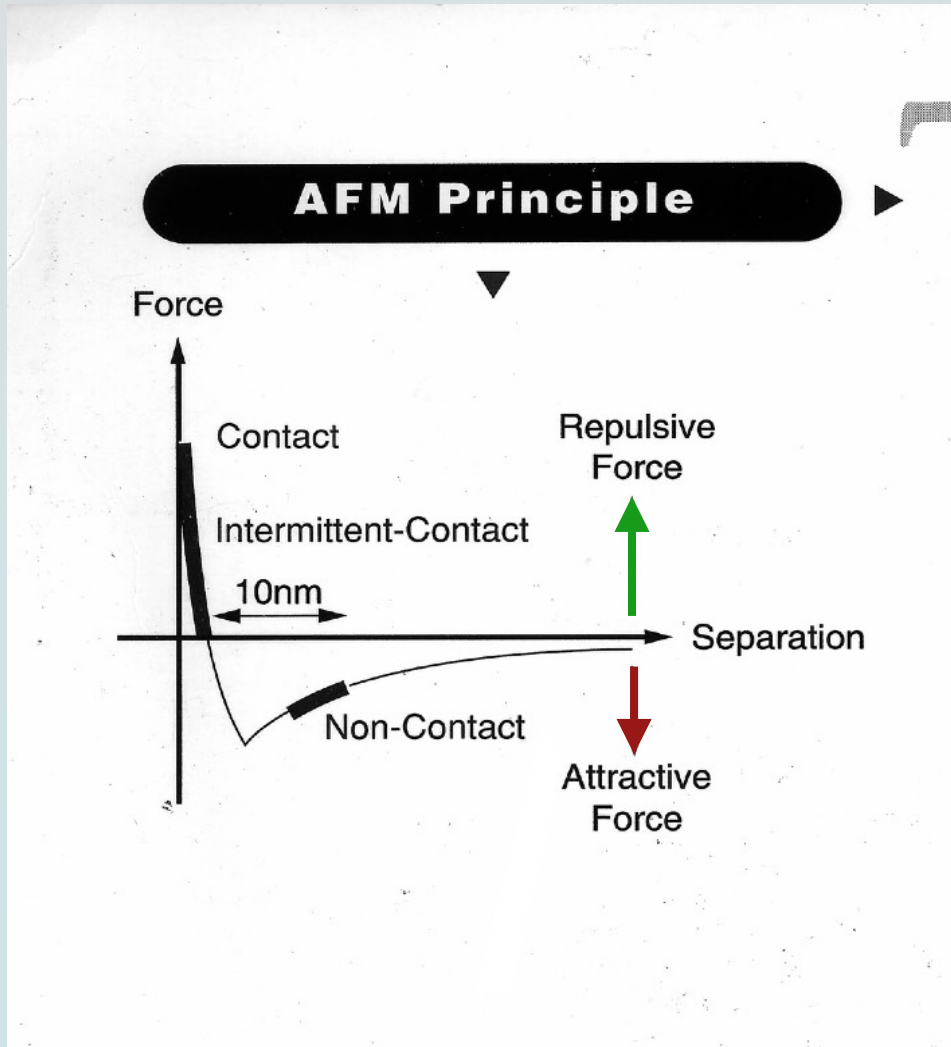 AFM Principle
Force
Contact
Repulsive
Force
Intermittent-Contact
10nm
Separation
Non-Contact
Attractive
Force